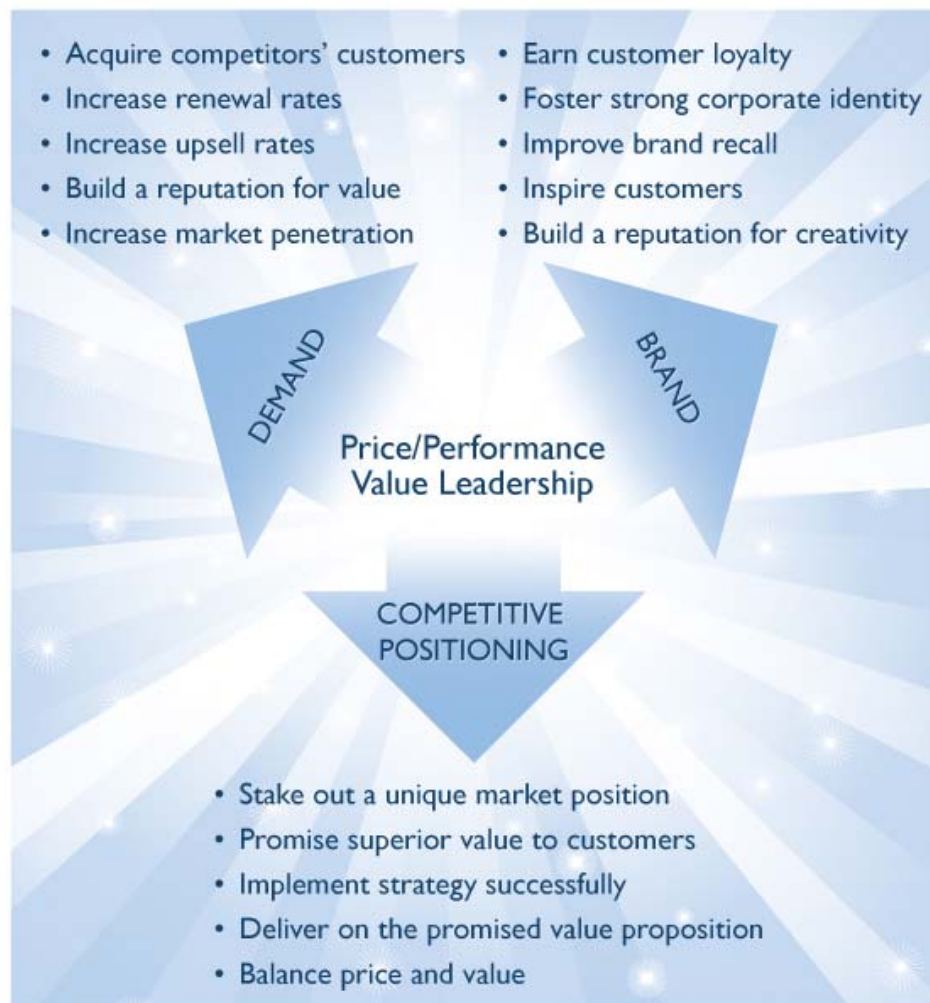 • Acquire competitors' customers
• Increase renewal rates
• Increase upsell rates
• Build a reputation for value
• Increase market penetration
• Earn customer loyalty
• Foster strong corporate identity
• Improve brand recall
• Inspire customers
• Build a reputation for creativity
DEMAND
BRAND
Price/Performance
Value Leadership
COMPETITIVE
POSITIONING
• Stake out a unique market position
• Promise superior value to customers
• Implement strategy successfully
• Deliver on the promised value proposition
• Balance price and value